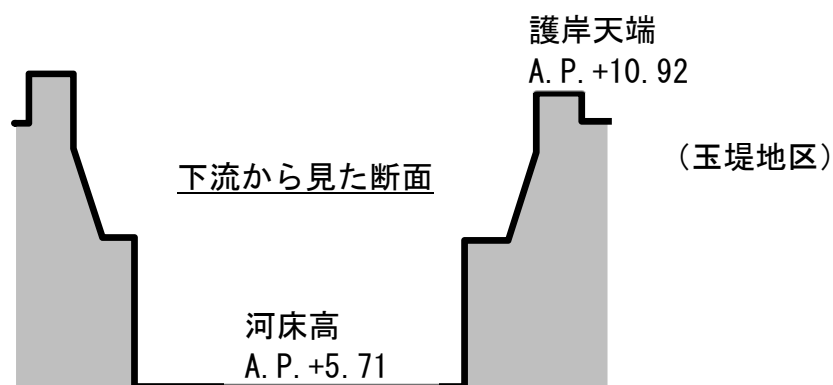 護岸天端
A.P.+10.92
（玉堤地区）
下流から見た断面
河床高
A.P.+5.71